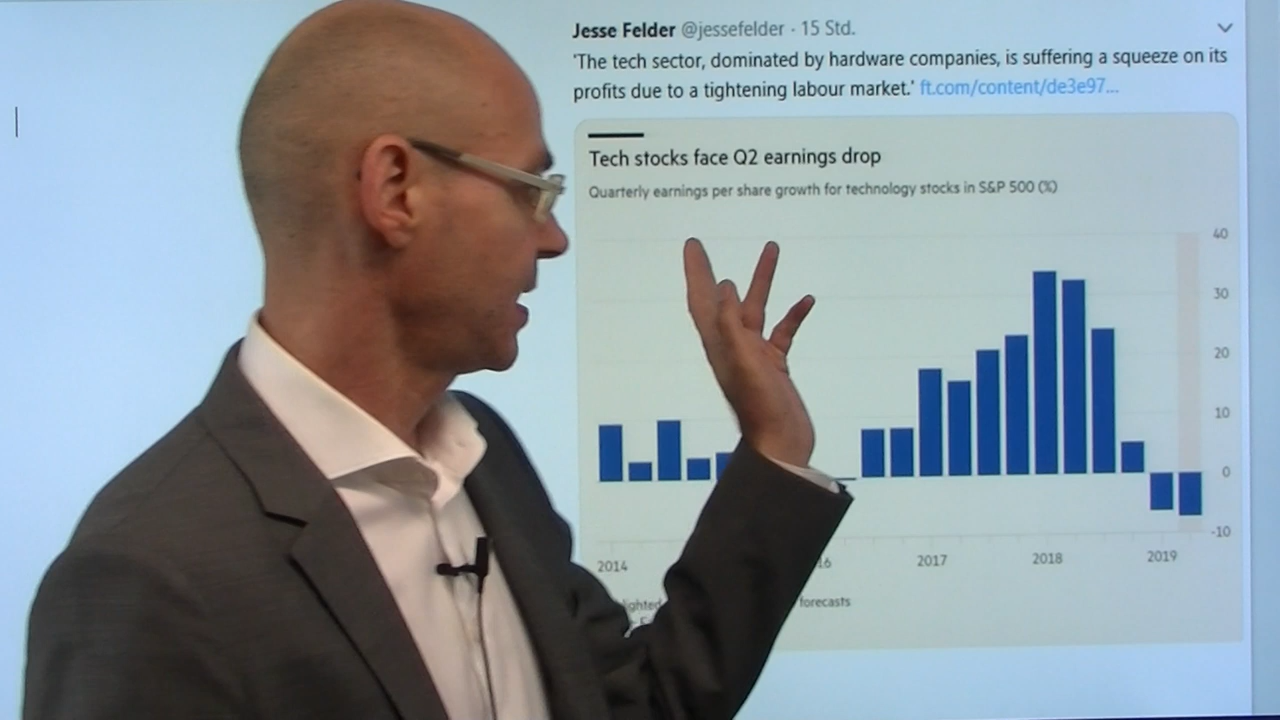 Jesse Felder @jessefelder · 15 Std.
'The tech sector, dominated by hardware companies, is suffering a squeeze on its
profits due to a tightening labour market.' ft.com/content/de3e97...
Tech stocks face Q2 earnings drop
Quarterly earnings per share growth for technology stocks in S&P 500 (%)
40
30
20
10
0
-10
2014 16 2017 2018 2019
lighted forecasts